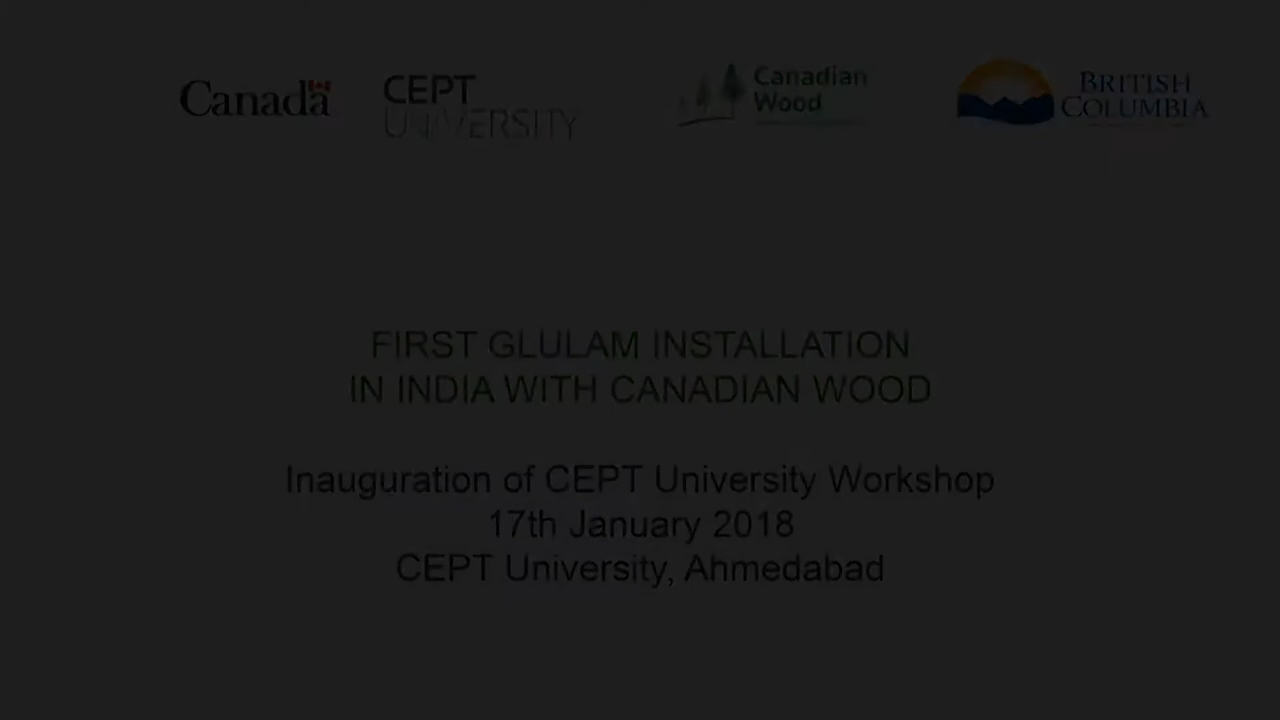 Canada
CEPT
UNIVERSITY
Canadian
Wood
BRITISH
COLUMBIA
FIRST GLULAM INSTALLATION
IN INDIA WITH CANADIAN WOOD
Inauguration of CEPT University Workshop
17th January 2018
CEPT University, Ahmedabad